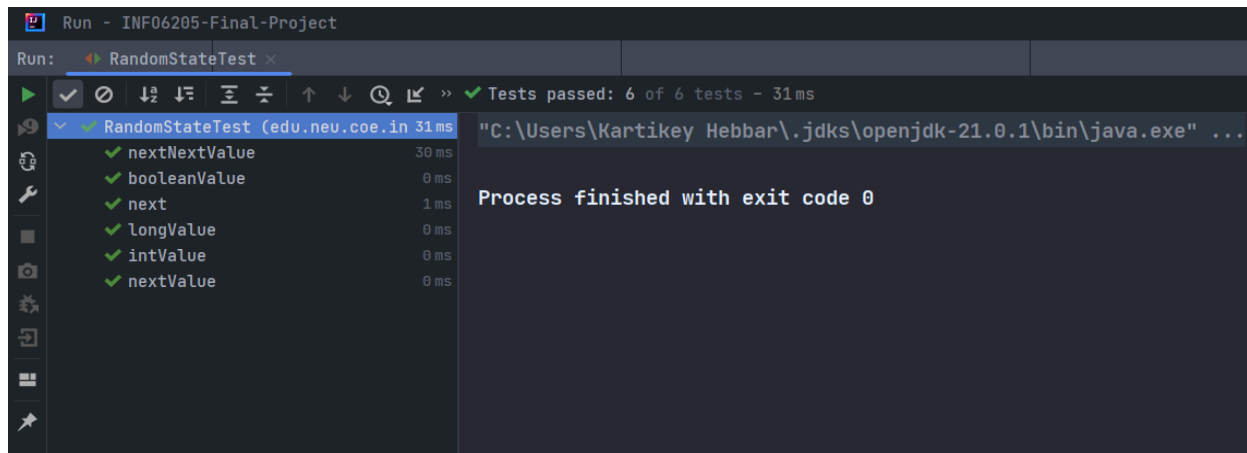 Run - INFO6205-Final-Project
Run: RandomStateTest
Tests passed: 6 of 6 tests - 31 ms
RandomStateTest (edu.neu.coe.in 31 ms
nextNextValue 30 ms
booleanValue 0 ms
next 1 ms
longValue 0 ms
intValue 0 ms
nextValue 0 ms
"C:\Users\Kartikey Hebbar\.jdks\openjdk-21.0.1\bin\java.exe" ...
Process finished with exit code 0